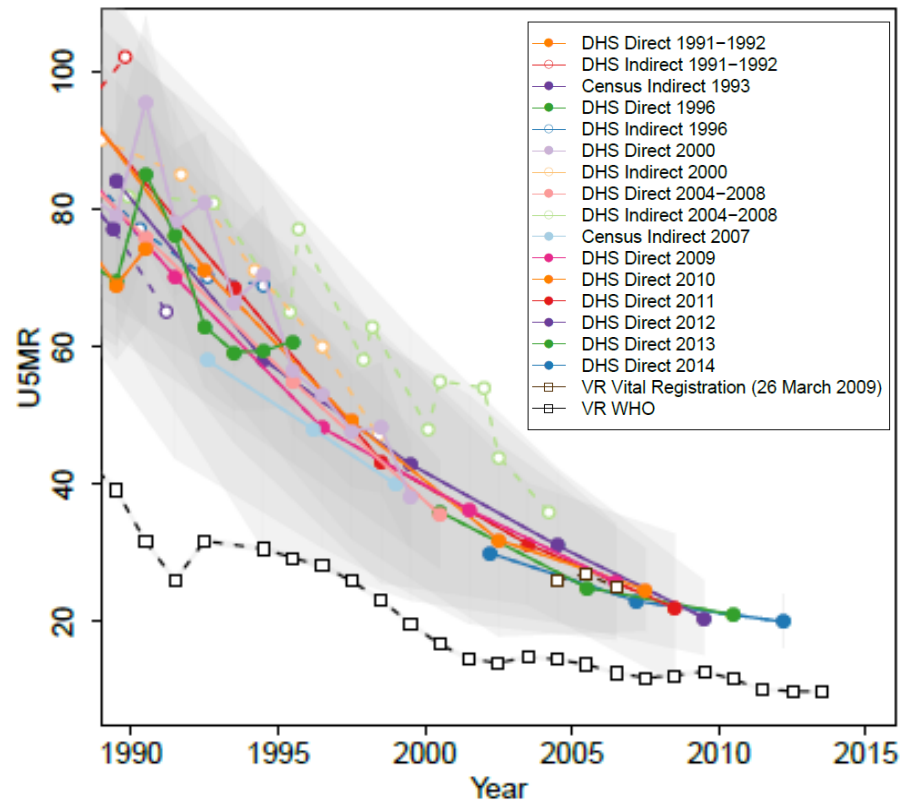 U5MR
100
80
60
40
20
1990
1995
2000
2005
2010
2015
Year
DHS Direct 1991−1992
DHS Indirect 1991−1992
Census Indirect 1993
DHS Direct 1996
DHS Indirect 1996
DHS Direct 2000
DHS Indirect 2000
DHS Direct 2004−2008
DHS Indirect 2004−2008
Census Indirect 2007
DHS Direct 2009
DHS Direct 2010
DHS Direct 2011
DHS Direct 2012
DHS Direct 2013
DHS Direct 2014
VR Vital Registration (26 March 2009)
VR WHO